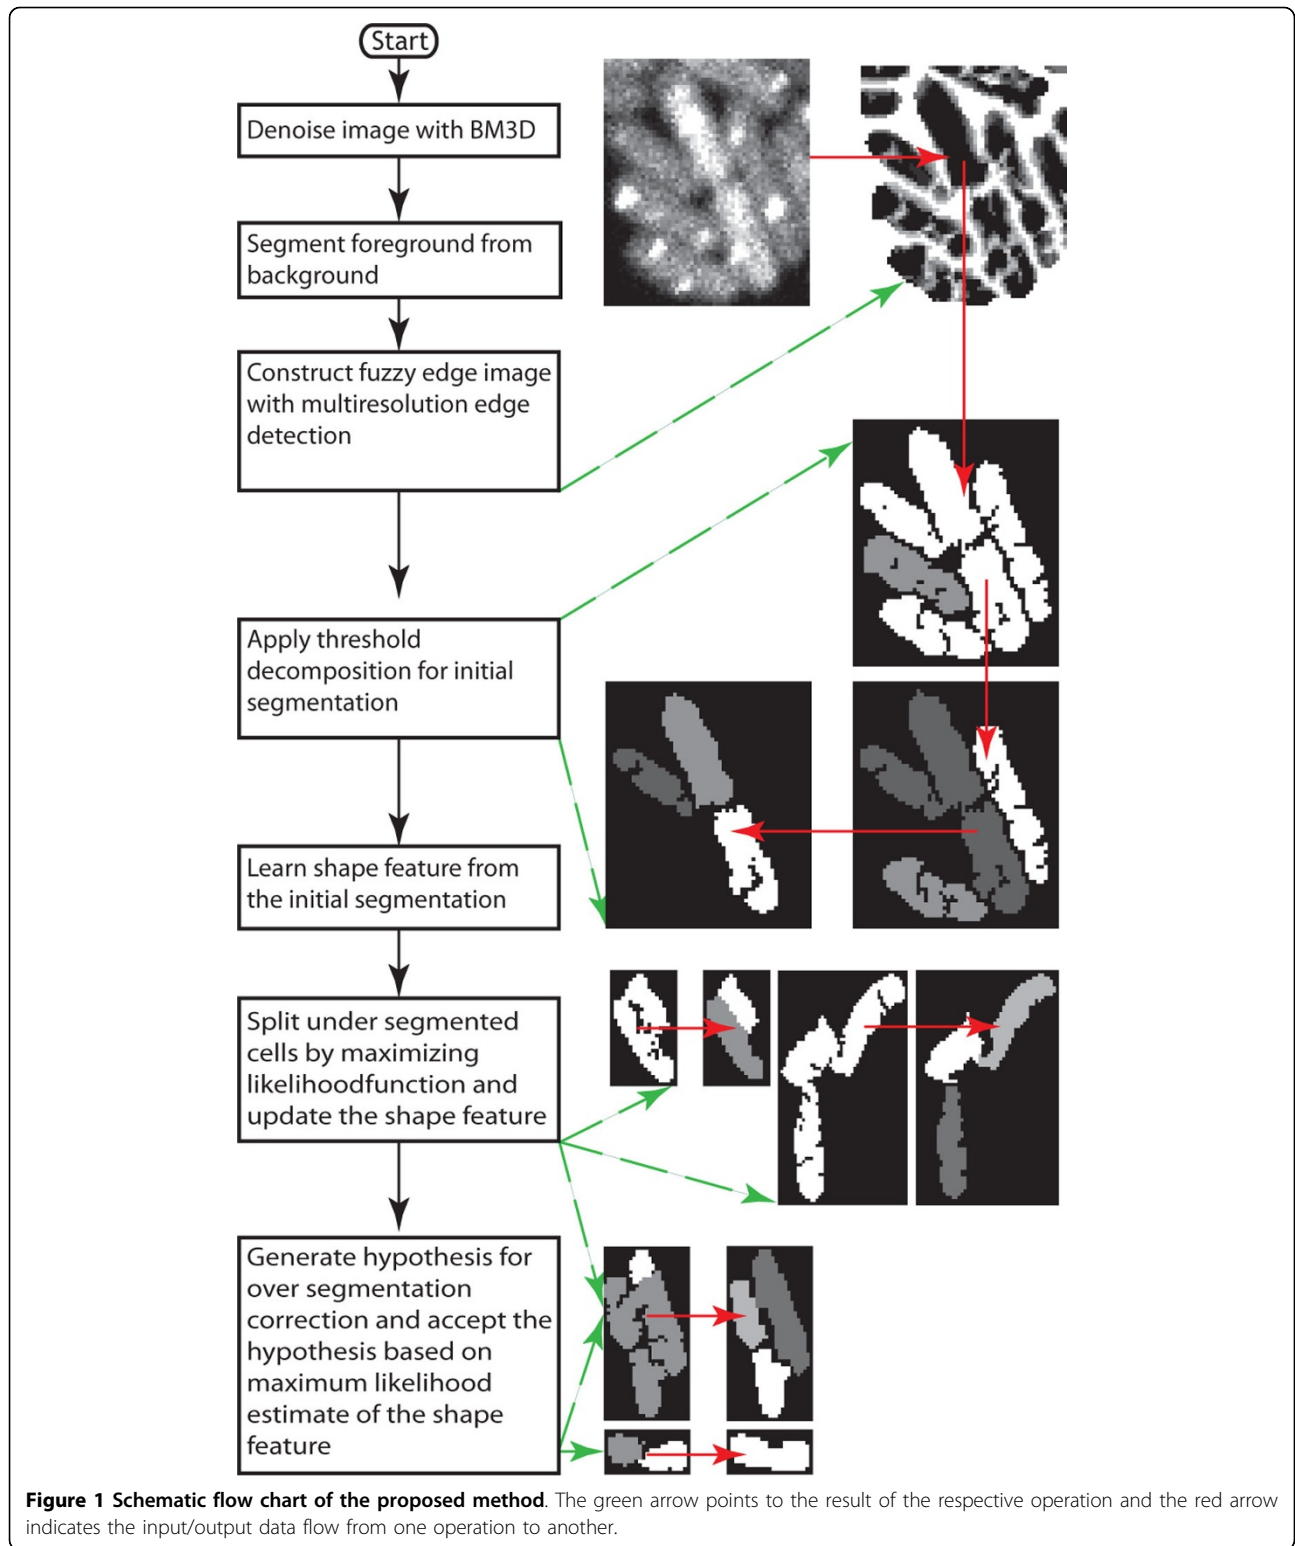 Start
Denoise image with BM3D
Segment foreground from
background
Construct fuzzy edge image
with multiresolution edge
detection
Apply threshold
decomposition for initial
segmentation
Learn shape feature from
the initial segmentation
Split under segmented
cells by maximizing
likelihoodfunction and
update the shape feature
Generate hypothesis for
over segmentation
correction and accept the
hypothesis based on
maximum likelihood
estimate of the shape
feature
Figure 1 Schematic flow chart of the proposed method. The green arrow points to the result of the respective operation and the red arrow
indicates the input/output data flow from one operation to another.